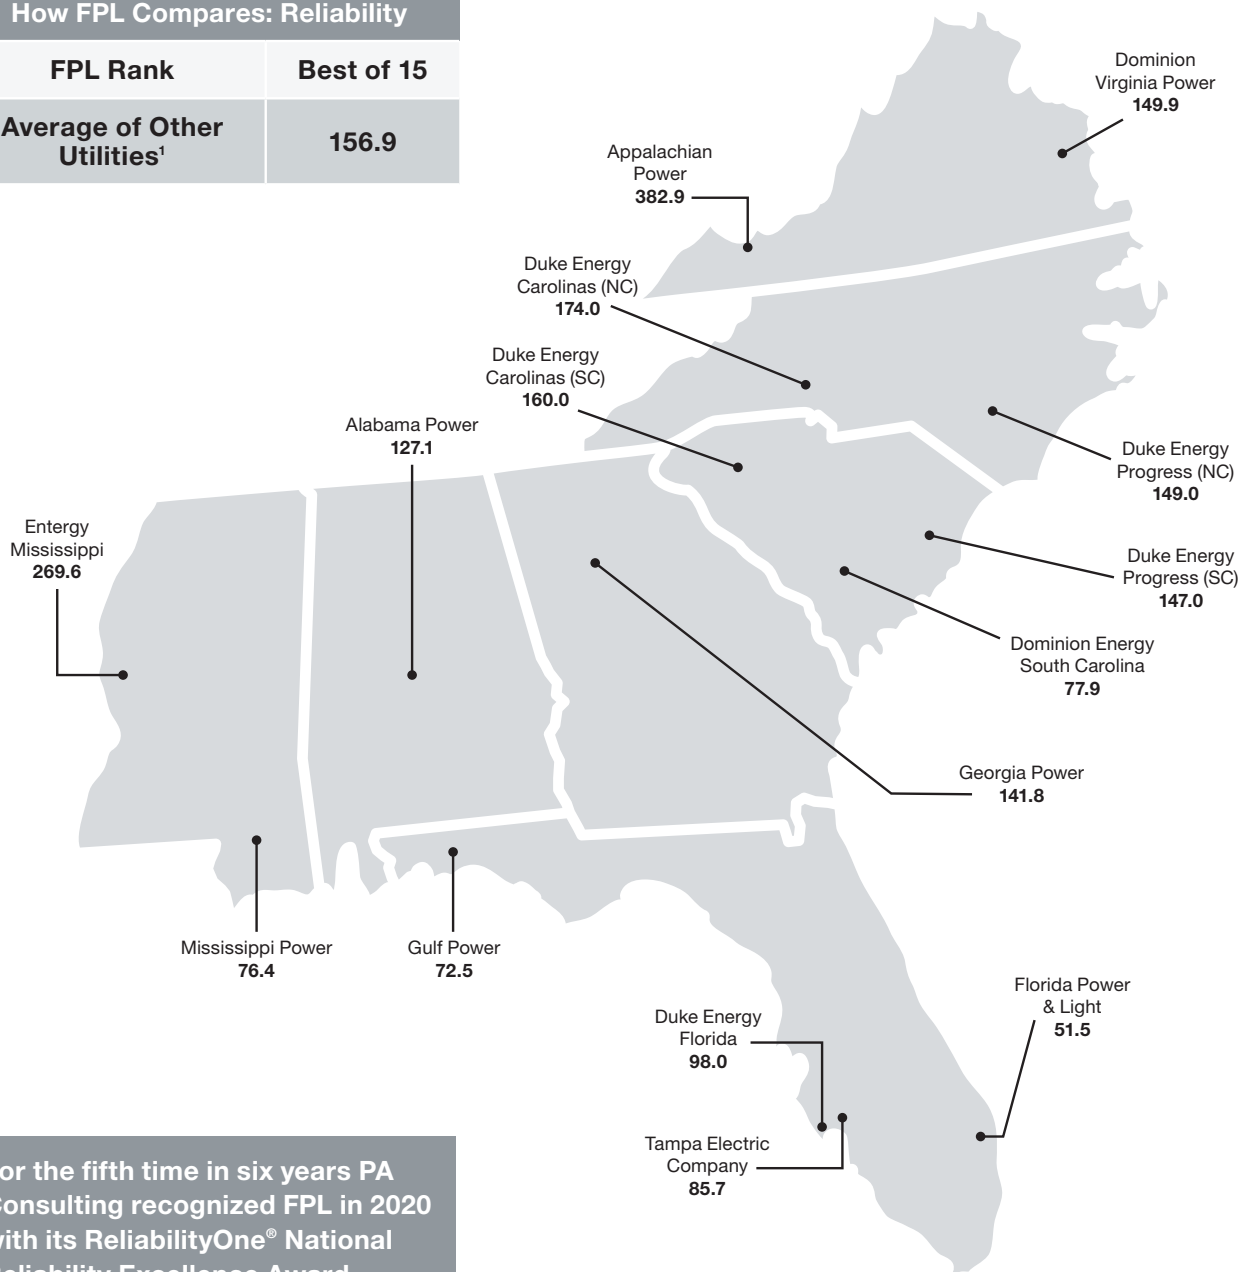 How FPL Compares: Reliability
FPL Rank
Best of 15
Average of Other
Utilities¹
156.9
Dominion
Virginia Power
149.9
Appalachian
Power
382.9
Duke Energy
Carolinas (NC)
174.0
Duke Energy
Carolinas (SC)
160.0
Alabama Power
127.1
Duke Energy
Progress (NC)
149.0
Entergy
Mississippi
269.6
Duke Energy
Progress (SC)
147.0
Dominion Energy
South Carolina
77.9
Georgia Power
141.8
Mississippi Power
76.4
Gulf Power
72.5
Florida Power
& Light
51.5
Duke Energy
Florida
98.0
Tampa Electric
Company
85.7
or the fifth time in six years PA
Consulting recognized FPL in 2020
with its ReliabilityOne® National
Reliability Excellence Award